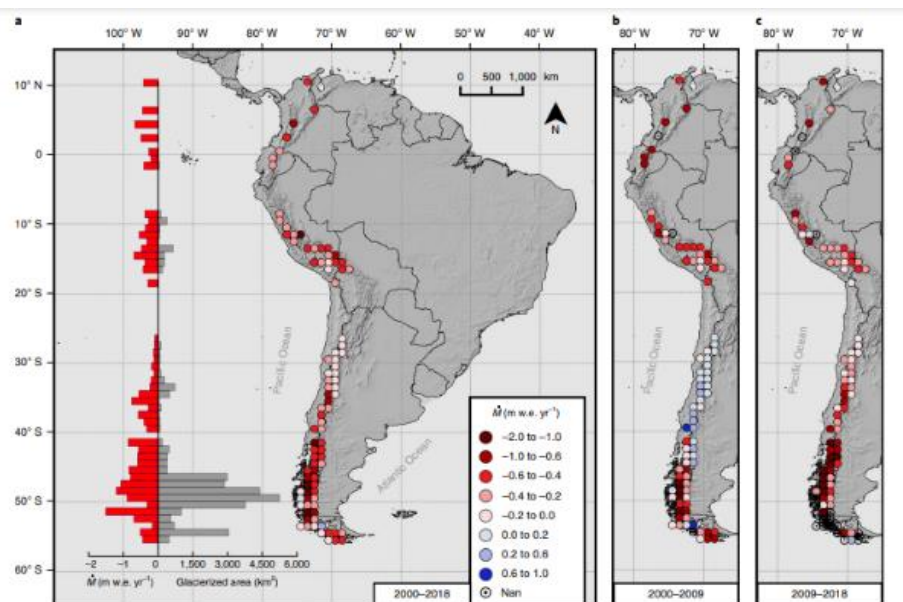 a
b
c
100° W 90° W 80° W 70° W 60° W 50° W 40° W
80° W 70° W
80° W 70° W
10° N
0
10° S
20° S
30° S
40° S
50° S
60° S
0 500 1,000 km
N
Pacific Ocean
Atlantic Ocean
Pacific Ocean
Pacific Ocean
Ṁ (m w.e. yr⁻¹)
−2.0 to −1.0
−1.0 to −0.6
−0.6 to −0.4
−0.4 to −0.2
−0.2 to 0.0
0.0 to 0.2
0.2 to 0.6
0.6 to 1.0
Nan
−2 −1 0 1,500 3,000 4,500 6,000
Ṁ (m w.e. yr⁻¹) Glacierized area (km²)
2000–2018
2000–2009
2009–2018